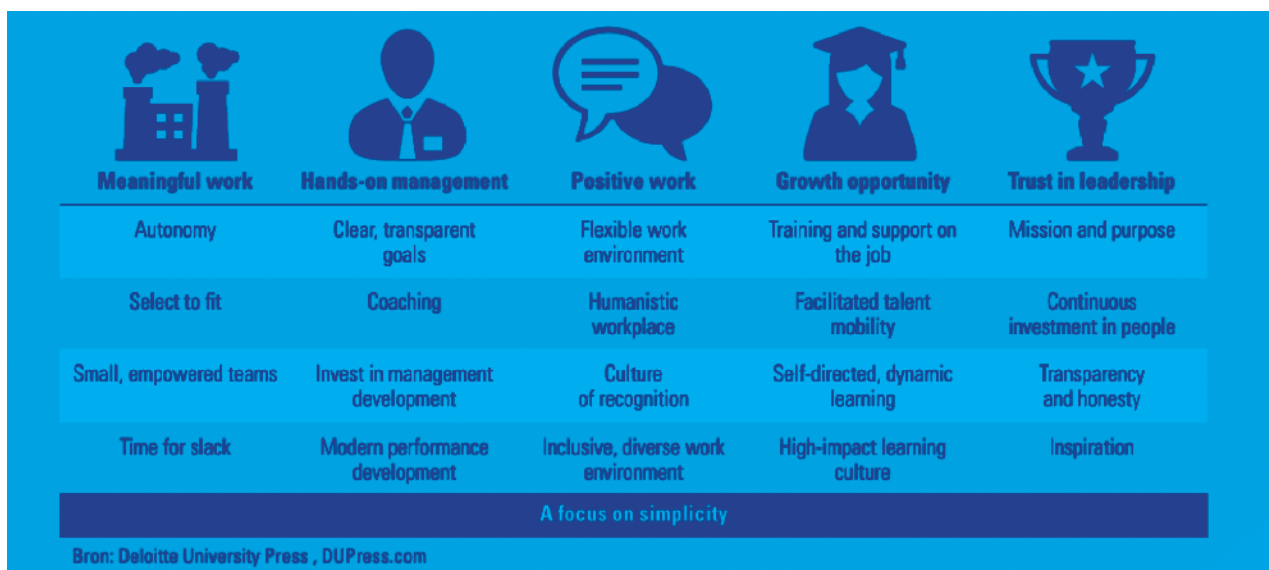 Meaningful work
Hands-on management
Positive work
Growth opportunity
Trust in leadership
Autonomy
Clear, transparent
goals
Flexible work
environment
Training and support on
the job
Mission and purpose
Select to fit
Coaching
Humanistic
workplace
Facilitated talent
mobility
Continuous
investment in people
Small, empowered teams
Invest in management
development
Culture
of recognition
Self-directed, dynamic
learning
Transparency
and honesty
Time for slack
Modern performance
development
Inclusive, diverse work
environment
High-impact learning
culture
Inspiration
A focus on simplicity
Bron: Deloitte University Press , DUPress.com